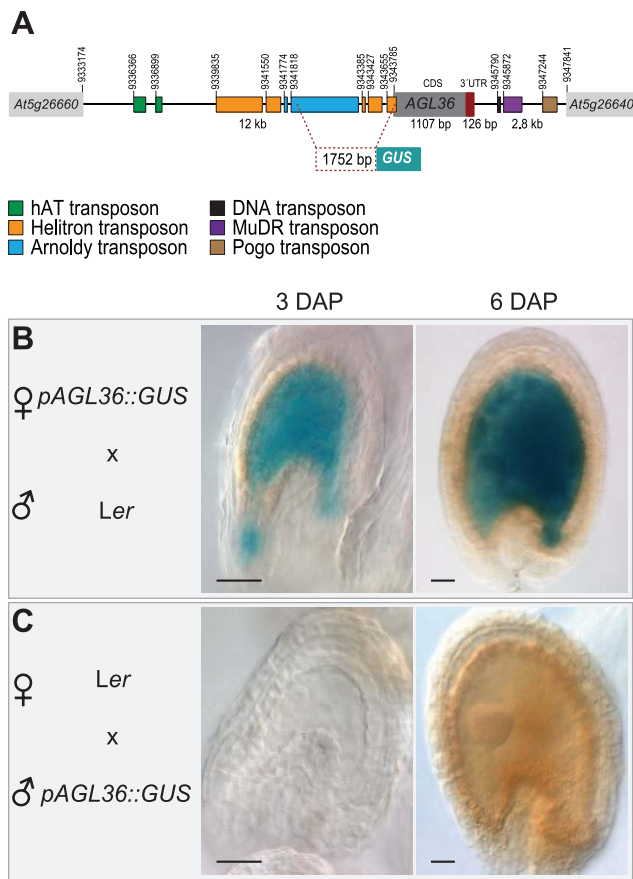 A
9333174
9336366
9336899
9339835
9341550
9341774
9341818
9343385
9343427
9343655
9343785
9345790
9345872
9347244
9347841
At5g26660
CDS
3´UTR
AGL36
At5g26640
12 kb
1107 bp
126 bp
2,8 kb
1752 bp
GUS
hAT transposon
DNA transposon
Helitron transposon
MuDR transposon
Arnoldy transposon
Pogo transposon
3 DAP
6 DAP
B
♀ pAGL36::GUS
x
♂ Ler
C
♀ Ler
x
♂ pAGL36::GUS